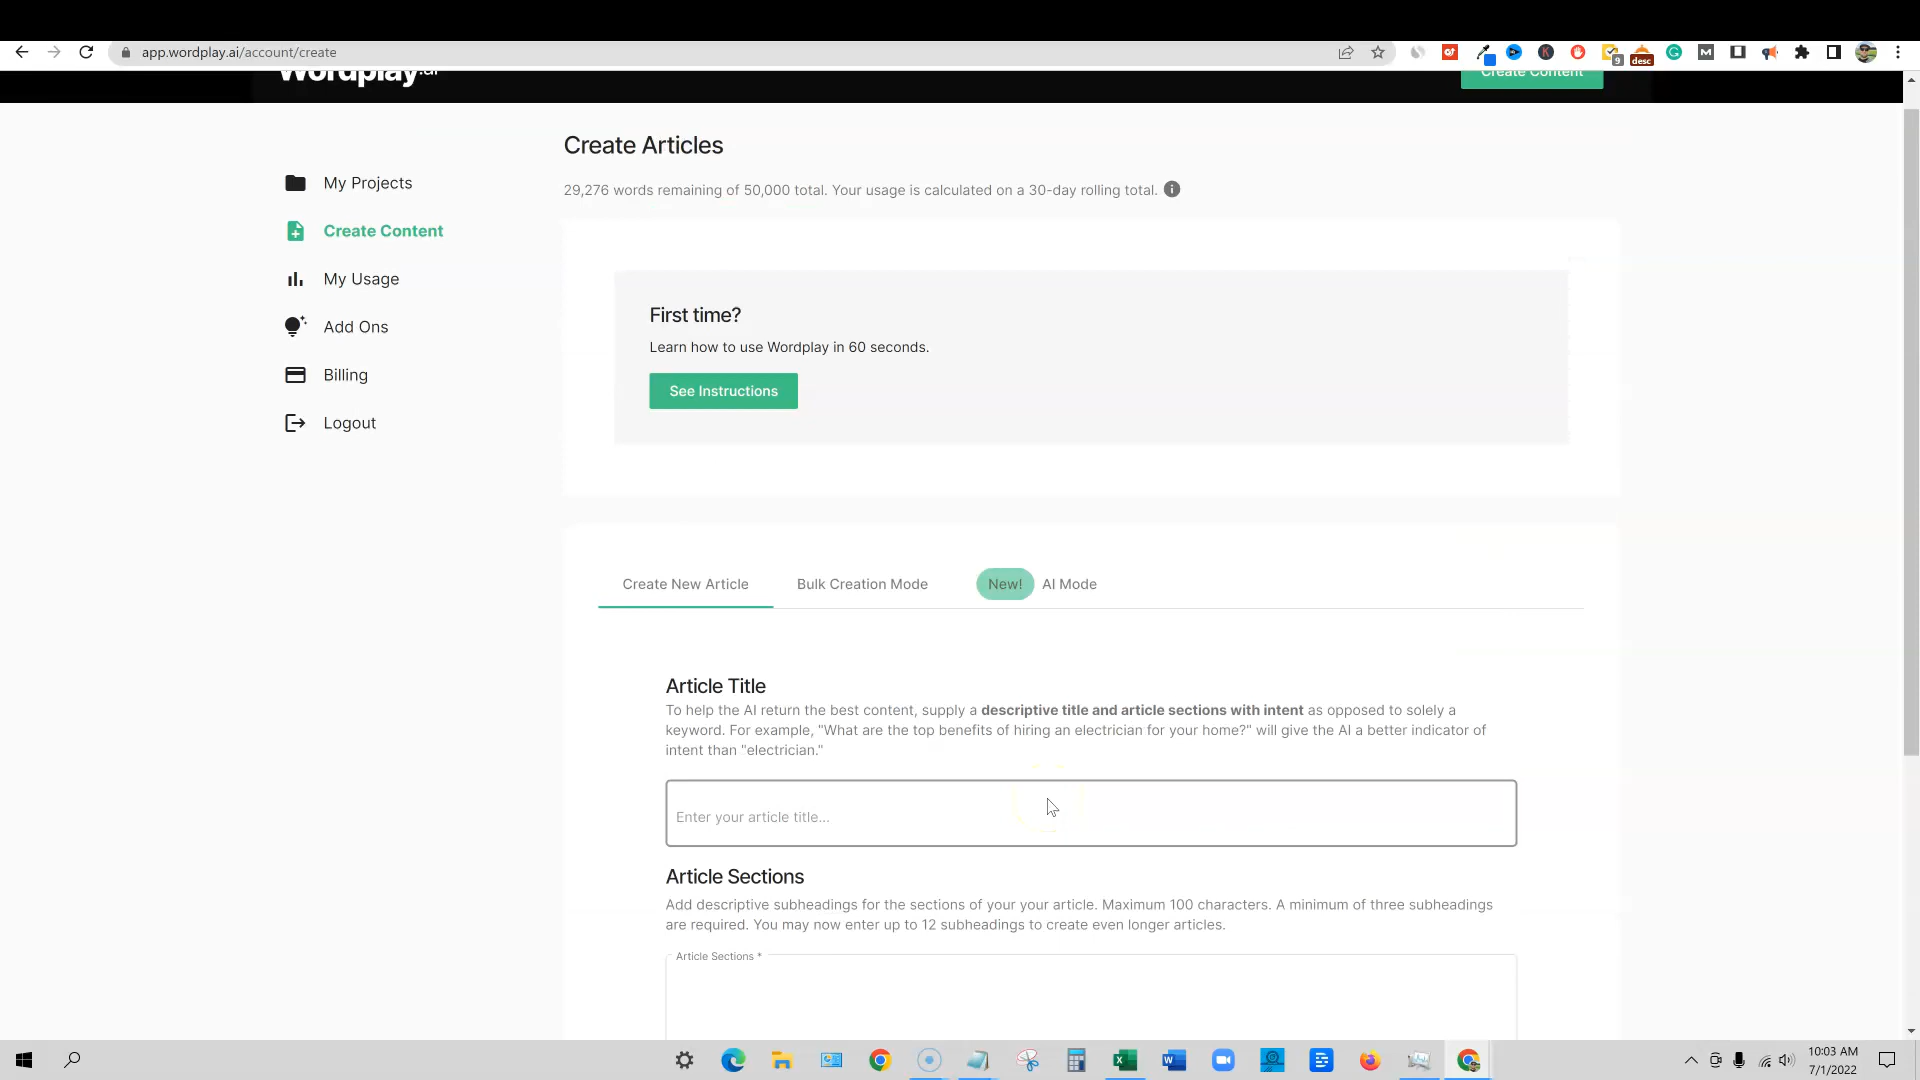 app.wordplay.ai/account/create
9
desc
Wordplay.ai
Create Content
Create Articles
29,276 words remaining of 50,000 total. Your usage is calculated on a 30-day rolling total.
My Projects
Create Content
My Usage
Add Ons
Billing
Logout
First time?
Learn how to use Wordplay in 60 seconds.
See Instructions
Create New Article
Bulk Creation Mode
New! AI Mode
Article Title
To help the AI return the best content, supply a descriptive title and article sections with intent as opposed to solely a
keyword. For example, "What are the top benefits of hiring an electrician for your home?" will give the AI a better indicator of
intent than "electrician."
Enter your article title...
Article Sections
Add descriptive subheadings for the sections of your your article. Maximum 100 characters. A minimum of three subheadings
are required. You may now enter up to 12 subheadings to create even longer articles.
Article Sections *
10:03 AM
7/1/2022